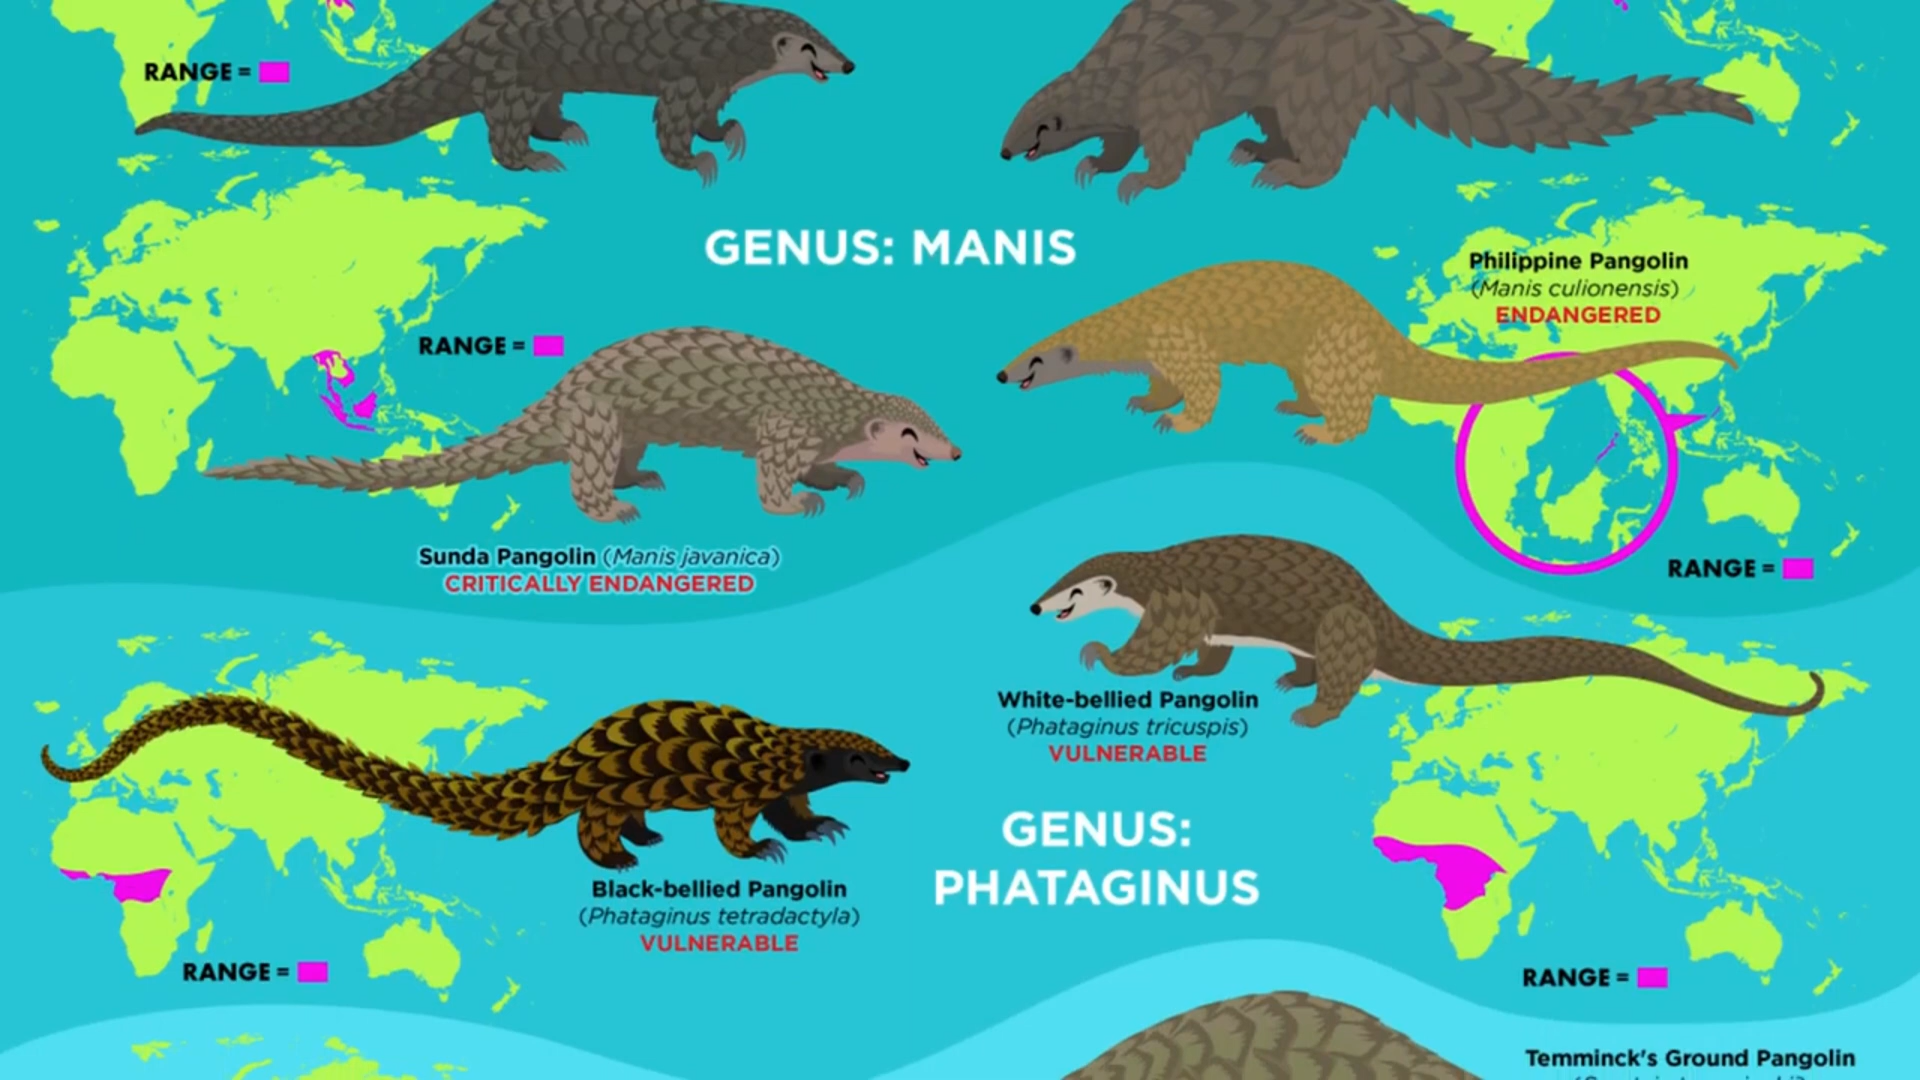 RANGE =
GENUS: MANIS
Philippine Pangolin
(Manis culionensis)
ENDANGERED
RANGE =
Sunda Pangolin (Manis javanica)
CRITICALLY ENDANGERED
RANGE =
White-bellied Pangolin
(Phataginus tricuspis)
VULNERABLE
GENUS:
PHATAGINUS
Black-bellied Pangolin
(Phataginus tetradactyla)
VULNERABLE
RANGE =
RANGE =
Temminck's Ground Pangolin